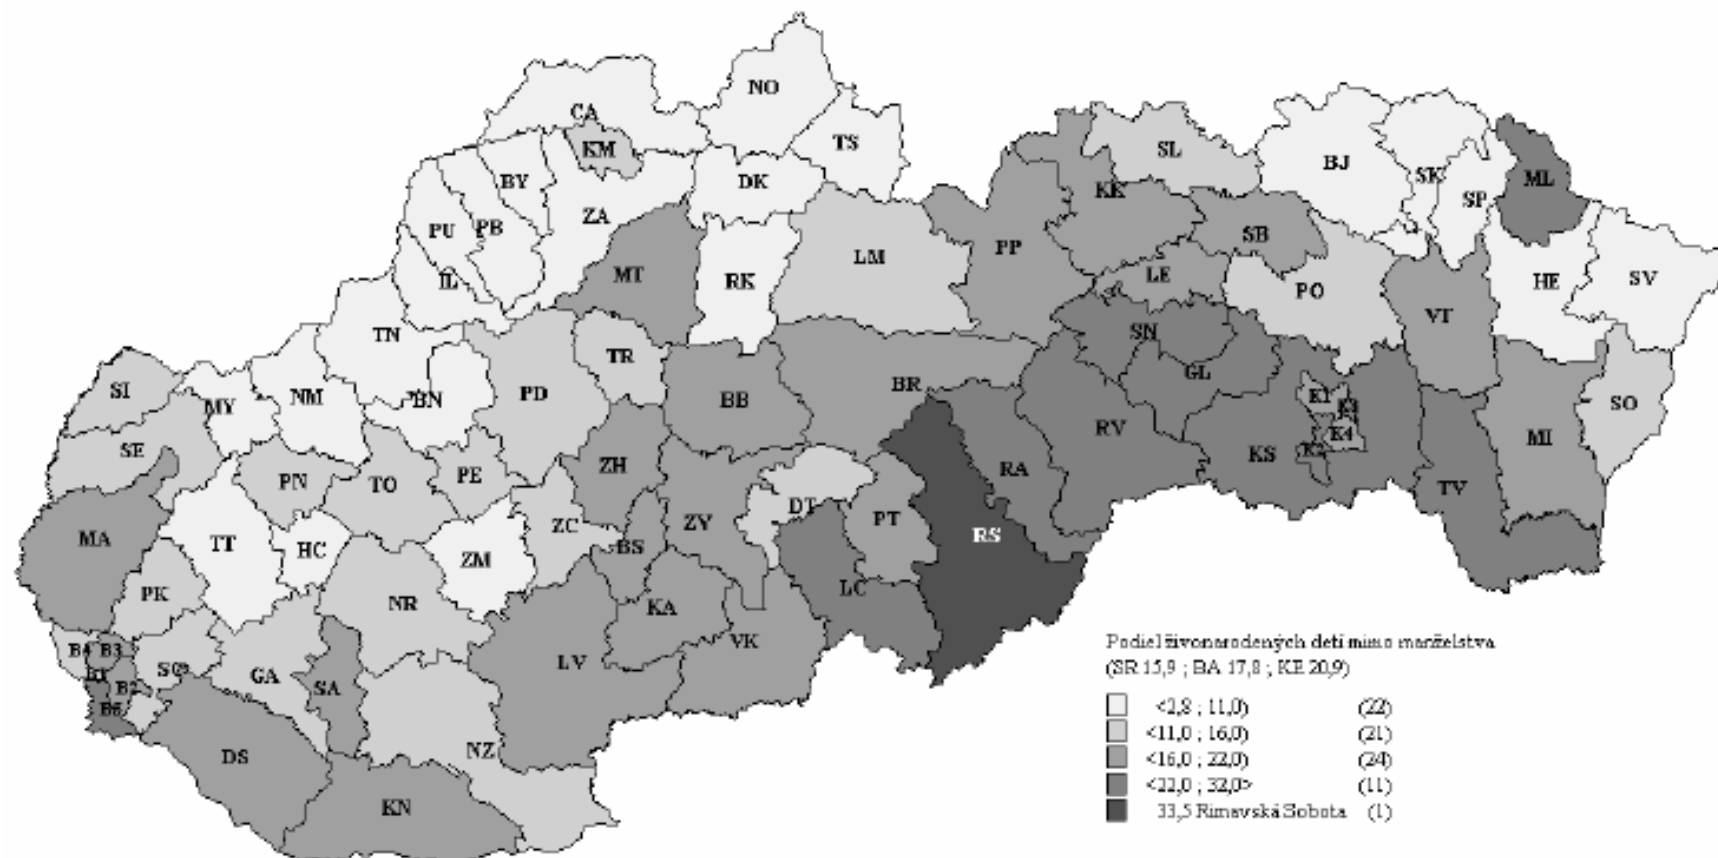 NO
CA
TS
KM
SL
BJ
BY
DK
SK
ML
KK
SP
ZA
PU
PB
SB
PP
LM
MT
LE
IL
RK
PO
HE
SV
VT
TN
SN
TR
GL
BR
SI
BN
PD
NM
BB
K1
MY
SO
K3
RV
K4
MI
SE
ZH
RA
KS
PN
TO
PE
TV
DT
PT
ZC
ZV
RS
MA
TT
HC
BS
ZM
LC
PK
NR
KA
VK
B4
B3
LV
GA
SA
B1
B2
B5
NZ
DS
KN
Podiel živonarodených detí mimo manželstva
(SR 15,9 ; BA 17,8 ; KE 20,9)
<2,8 ; 11,0) (22)
<11,0 ; 16,0) (21)
<16,0 ; 22,0) (24)
<22,0 ; 32,0> (11)
33,5 Rimavská Sobota (1)